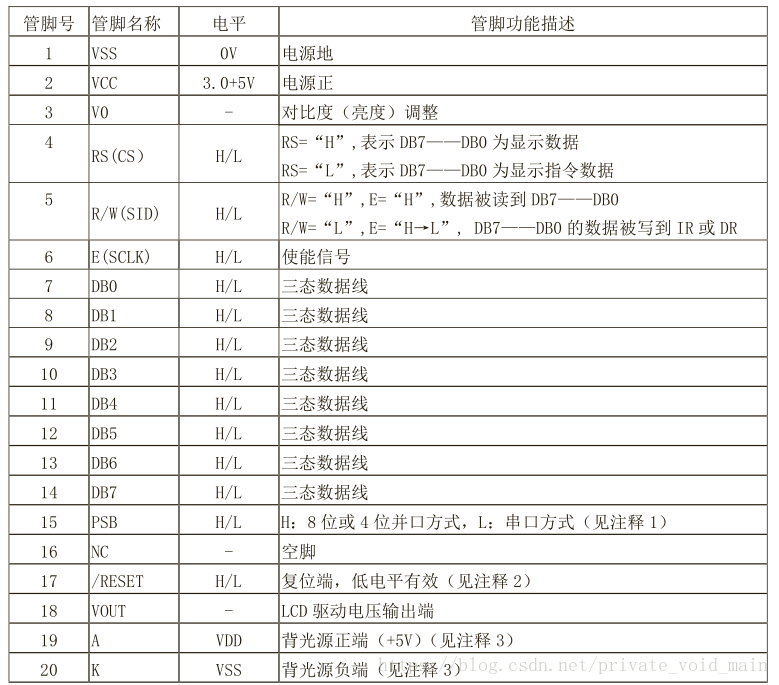 管脚号 管脚名称 电平 管脚功能描述
1 VSS 0V 电源地
2 VCC 3.0+5V 电源正
3 V0 - 对比度（亮度）调整
4 RS(CS) H/L RS=“H”,表示 DB7——DB0 为显示数据
RS=“L”,表示 DB7——DB0 为显示指令数据
5 R/W(SID) H/L R/W=“H”,E=“H”,数据被读到 DB7——DB0
R/W=“L”,E=“H→L”, DB7——DB0 的数据被写到 IR 或 DR
6 E(SCLK) H/L 使能信号
7 DB0 H/L 三态数据线
8 DB1 H/L 三态数据线
9 DB2 H/L 三态数据线
10 DB3 H/L 三态数据线
11 DB4 H/L 三态数据线
12 DB5 H/L 三态数据线
13 DB6 H/L 三态数据线
14 DB7 H/L 三态数据线
15 PSB H/L H：8 位或 4 位并口方式，L：串口方式（见注释 1）
16 NC - 空脚
17 /RESET H/L 复位端，低电平有效（见注释 2）
18 VOUT - LCD 驱动电压输出端
19 A VDD 背光源正端（+5V）（见注释 3）
20 K VSS 背光源负端（见注释 3）
https://blog.csdn.net/private_void_main